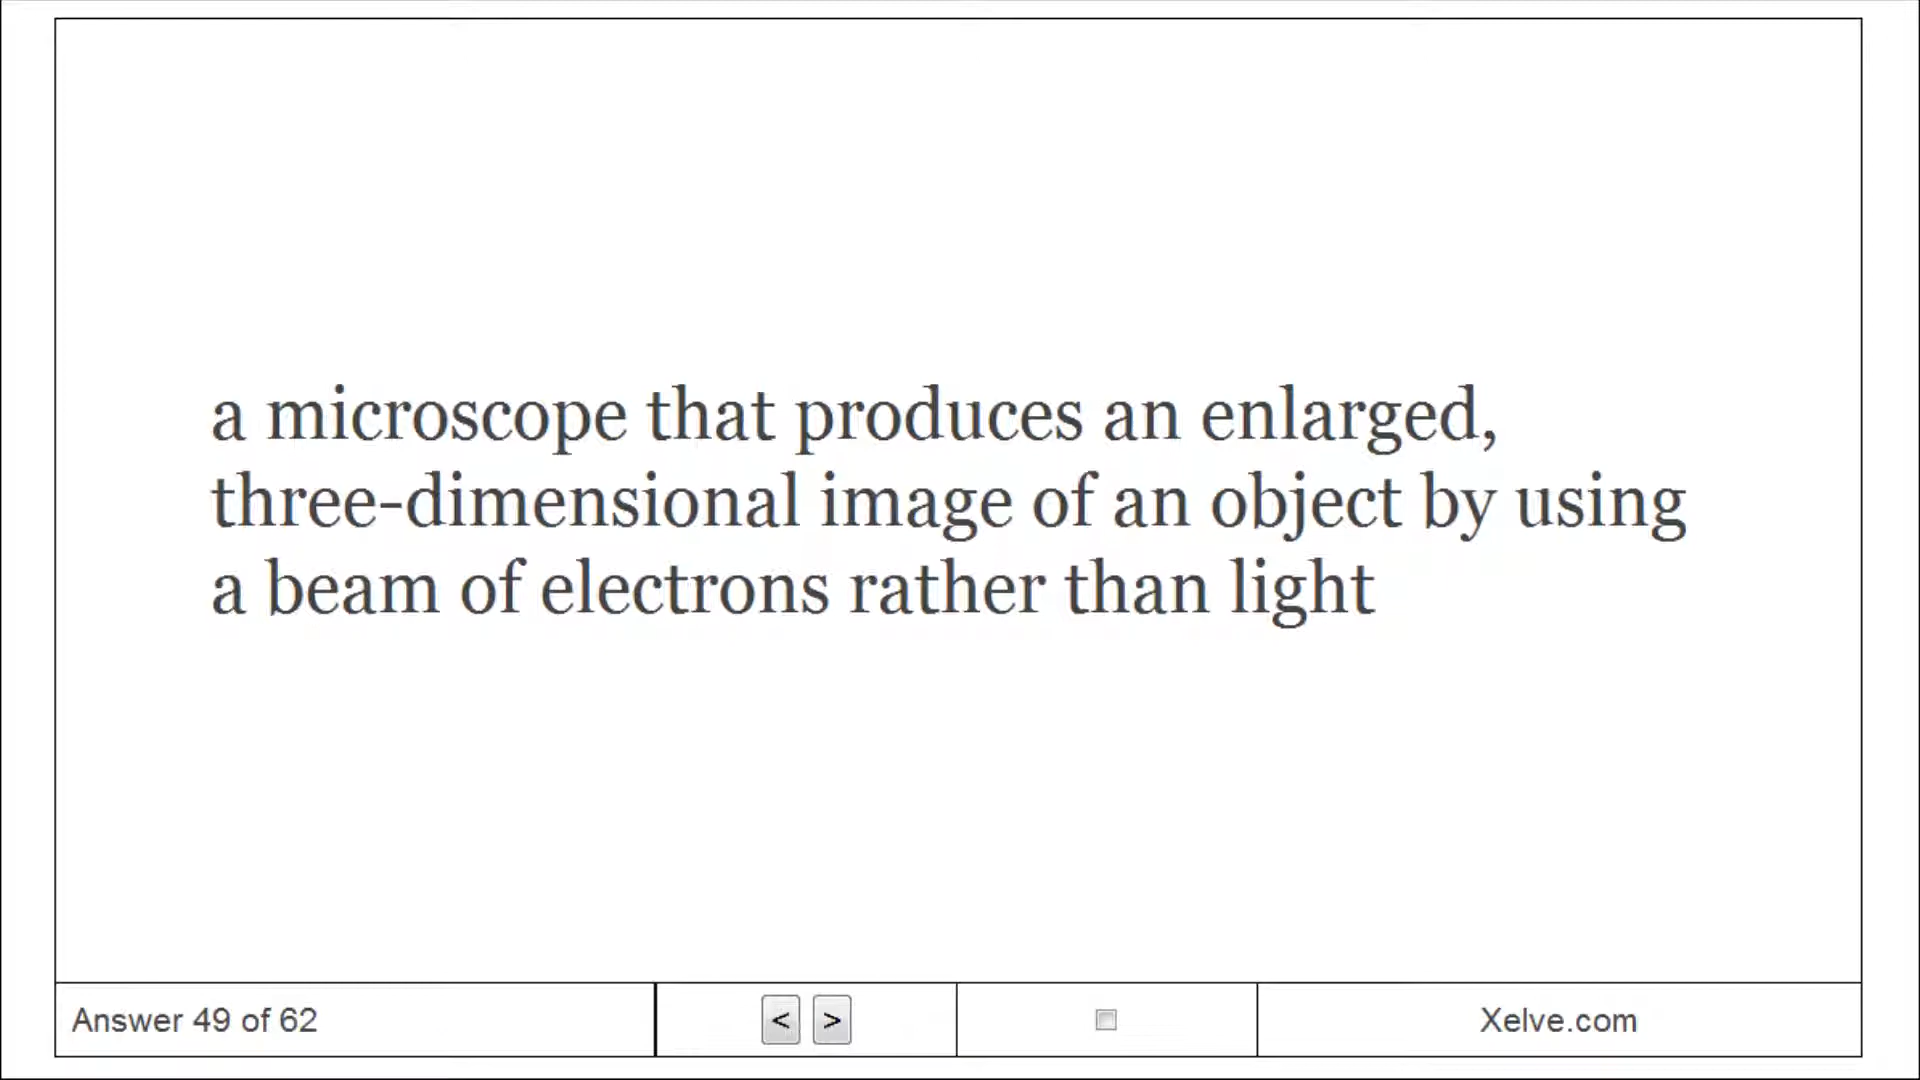 a microscope that produces an enlarged,
three-dimensional image of an object by using
a beam of electrons rather than light
Answer 49 of 62
< >
Xelve.com